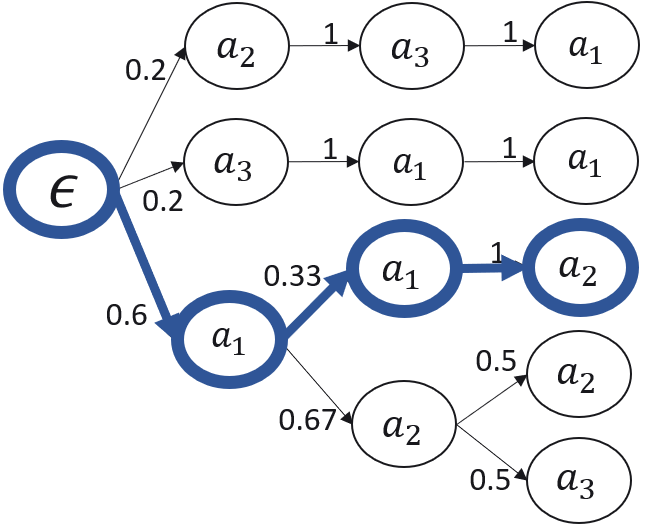 a₂ 1 a₃ 1 a₁
0.2
a₃ 1 a₁ 1 a₁
ϵ
0.2
a₁ 1 a₂
0.33
0.6
a₁
0.5 a₂
0.67 a₂
0.5 a₃